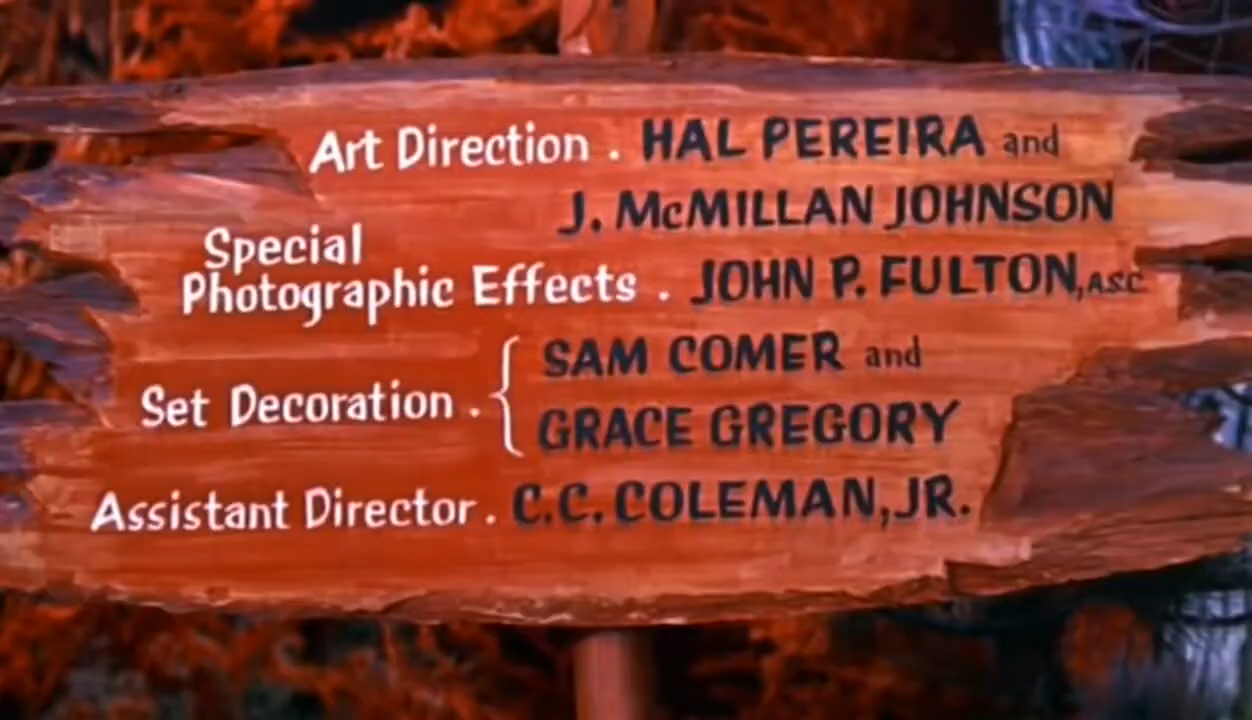 Art Direction . HAL PEREIRA and
J. McMILLAN JOHNSON
Special
Photographic Effects . JOHN P. FULTON, A.S.C.
Set Decoration . { SAM COMER and
GRACE GREGORY
Assistant Director . C.C. COLEMAN, JR.